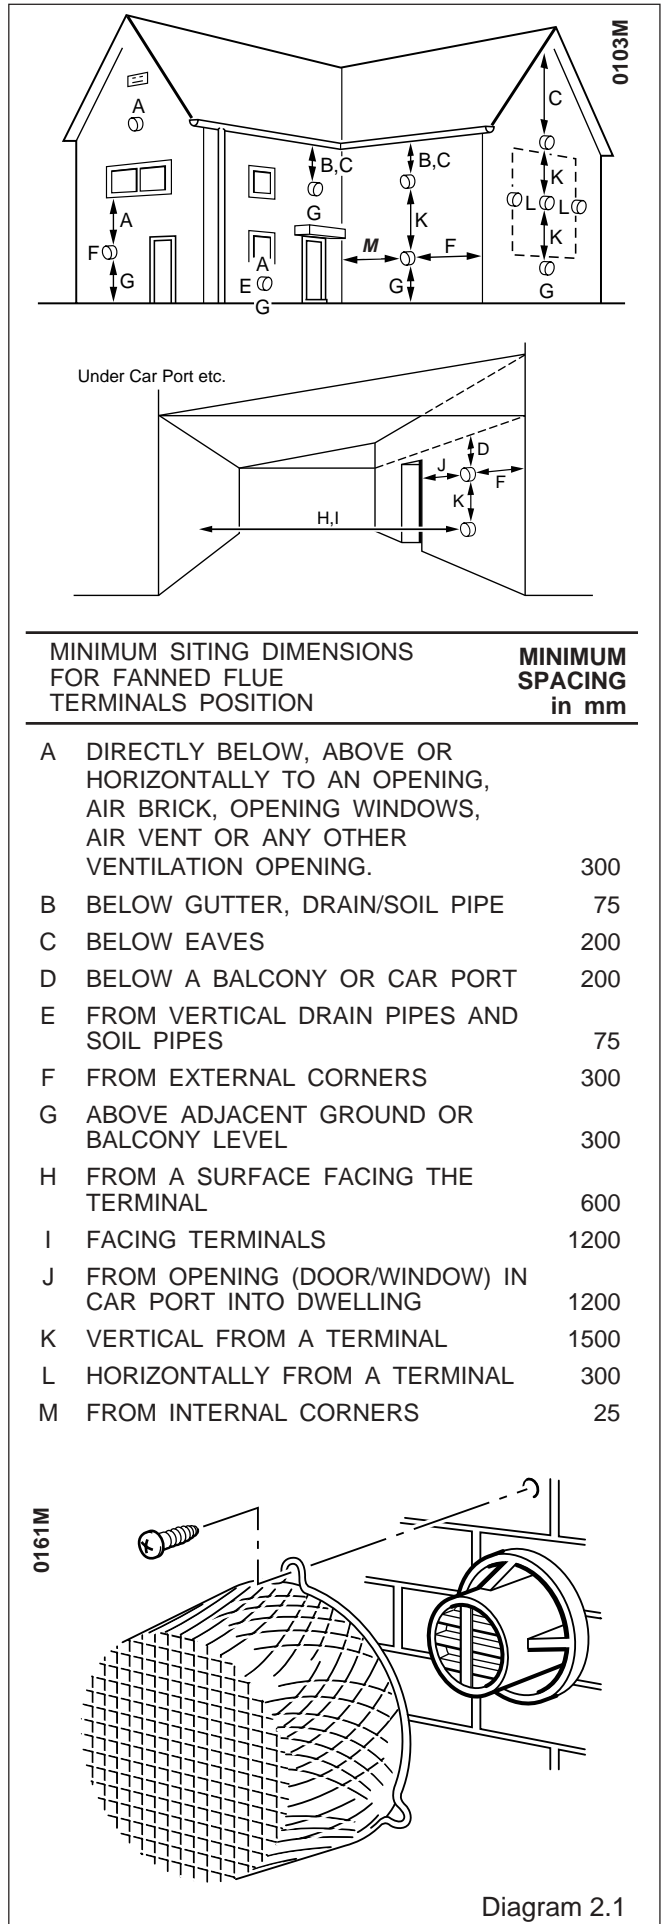 0103M
A
C
B,C
B,C
K
A
G
K
L
L
F
A
M
F
K
G
E
G
G
G
Under Car Port etc.
D
J
F
K
H,I
MINIMUM SITING DIMENSIONS
FOR FANNED FLUE
TERMINALS POSITION
MINIMUM
SPACING
in mm
A DIRECTLY BELOW, ABOVE OR
HORIZONTALLY TO AN OPENING,
AIR BRICK, OPENING WINDOWS,
AIR VENT OR ANY OTHER
VENTILATION OPENING. 300
B BELOW GUTTER, DRAIN/SOIL PIPE 75
C BELOW EAVES 200
D BELOW A BALCONY OR CAR PORT 200
E FROM VERTICAL DRAIN PIPES AND
SOIL PIPES 75
F FROM EXTERNAL CORNERS 300
G ABOVE ADJACENT GROUND OR
BALCONY LEVEL 300
H FROM A SURFACE FACING THE
TERMINAL 600
I FACING TERMINALS 1200
J FROM OPENING (DOOR/WINDOW) IN
CAR PORT INTO DWELLING 1200
K VERTICAL FROM A TERMINAL 1500
L HORIZONTALLY FROM A TERMINAL 300
M FROM INTERNAL CORNERS 25
0161M
Diagram 2.1